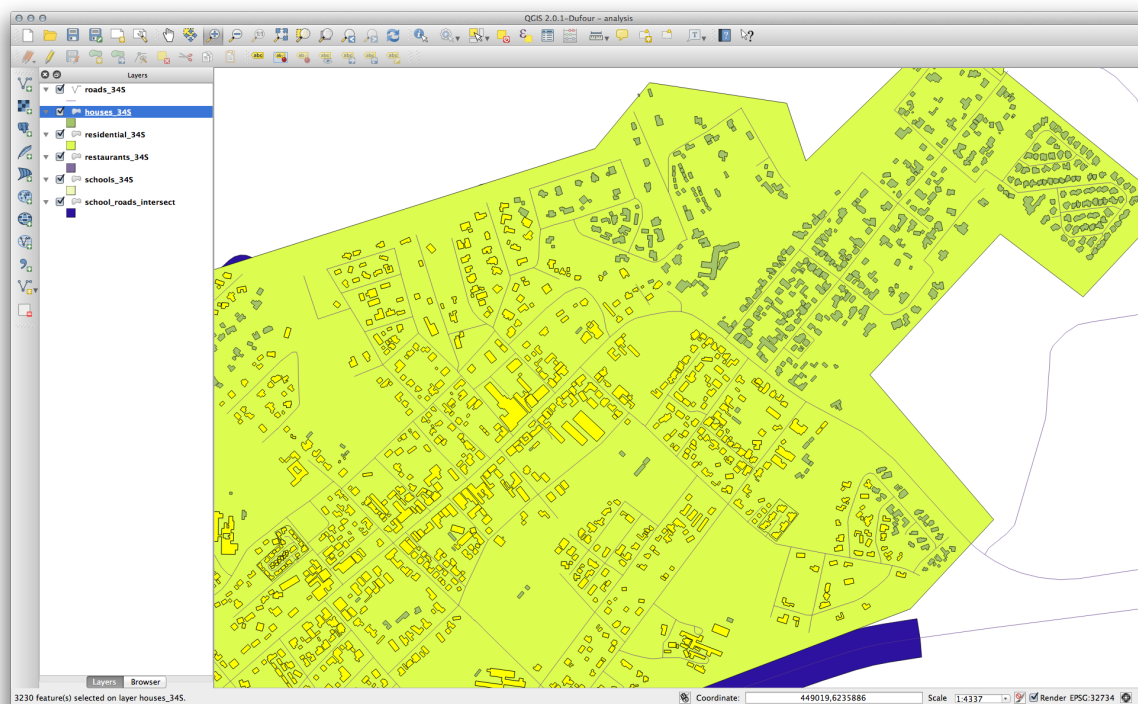 QGIS 2.0.1-Dufour - analysis
Layers
roads_34S
houses_34S
residential_34S
restaurants_34S
schools_34S
school_roads_intersect
Layers Browser
3230 feature(s) selected on layer houses_34S.
Coordinate: 449019,6235886 Scale 1:4337 Render EPSG:32734